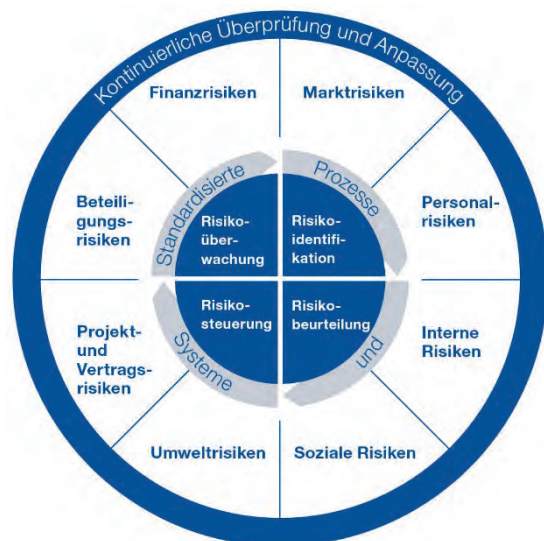 Kontinuierliche Überprüfung und Anpassung
Finanzrisiken
Marktrisiken
Personal-
risiken
Interne
Risiken
Soziale Risiken
Umweltrisiken
Projekt-
und
Vertrags-
risiken
Beteili-
gungs-
risiken
Standardisierte
Prozesse
und
Systeme
Risiko-
über-
wachung
Risiko-
identifi-
kation
Risiko-
beurteilung
Risiko-
steuerung